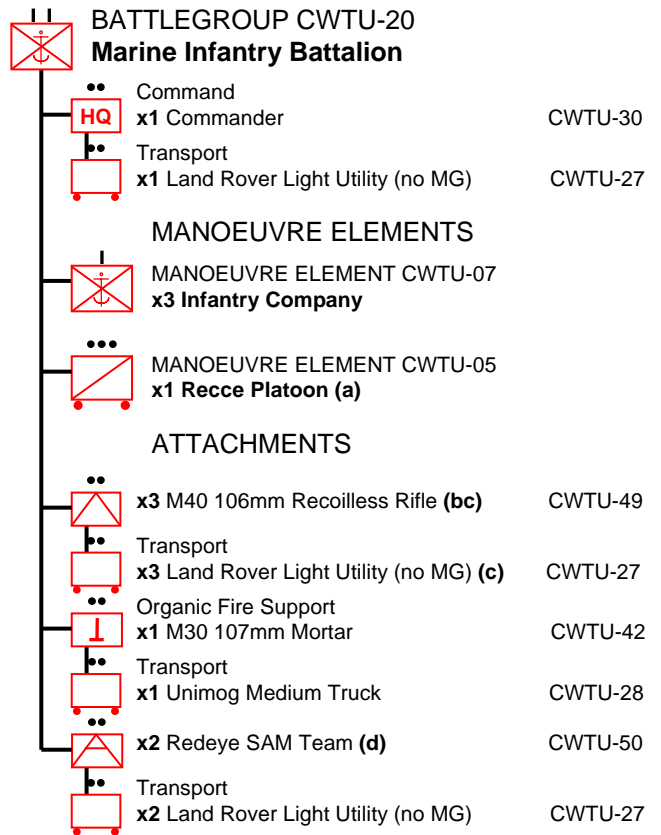 BATTLEGROUP CWTU-20
Marine Infantry Battalion
Command
HQ x1 Commander CWTU-30
Transport
x1 Land Rover Light Utility (no MG) CWTU-27
MANOEUVRE ELEMENTS
MANOEUVRE ELEMENT CWTU-07
x3 Infantry Company
MANOEUVRE ELEMENT CWTU-05
x1 Recce Platoon (a)
ATTACHMENTS
x3 M40 106mm Recoilless Rifle (bc) CWTU-49
Transport
x3 Land Rover Light Utility (no MG) (c) CWTU-27
Organic Fire Support
x1 M30 107mm Mortar CWTU-42
Transport
x1 Unimog Medium Truck CWTU-28
x2 Redeye SAM Team (d) CWTU-50
Transport
x2 Land Rover Light Utility (no MG) CWTU-27